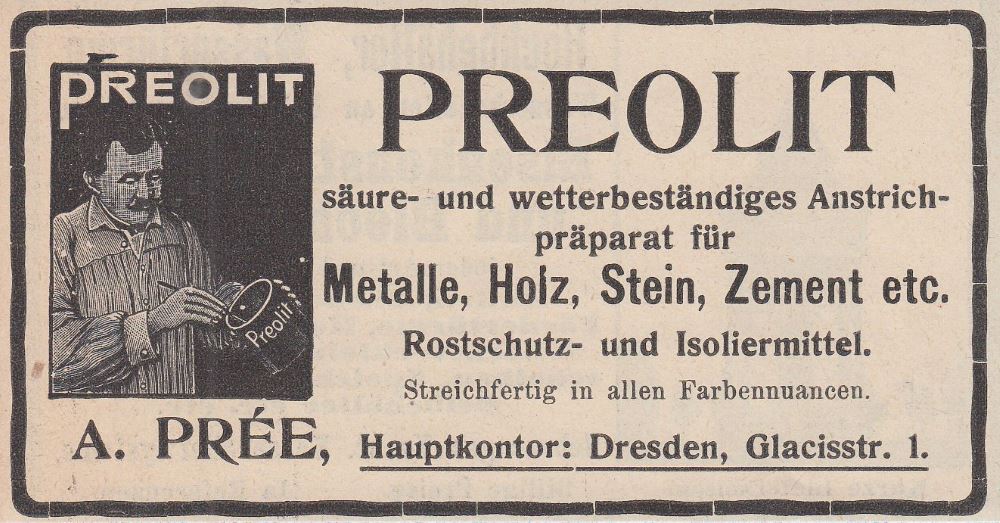 PREOLIT
Preolit
PREOLIT
säure- und wetterbeständiges Anstrich-
präparat für
Metalle, Holz, Stein, Zement etc.
Rostschutz- und Isoliermittel.
Streichfertig in allen Farbennuancen.
A. PRÉE, Hauptkontor: Dresden, Glacisstr. 1.